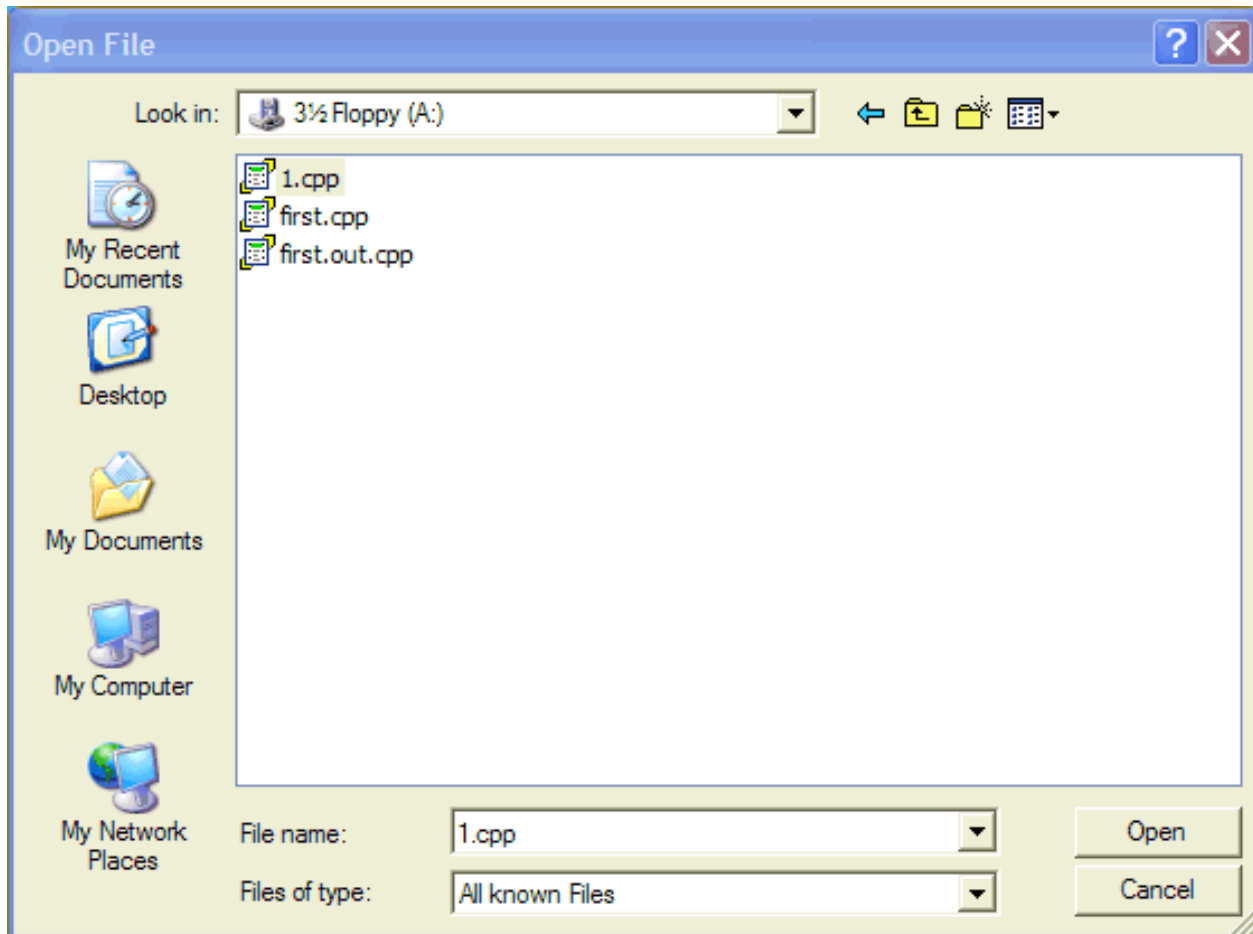 Open File
Look in:
3½ Floppy (A:)
1.cpp
first.cpp
first.out.cpp
My Recent
Documents
Desktop
My Documents
My Computer
My Network
Places
File name:
1.cpp
Open
Files of type:
All known Files
Cancel